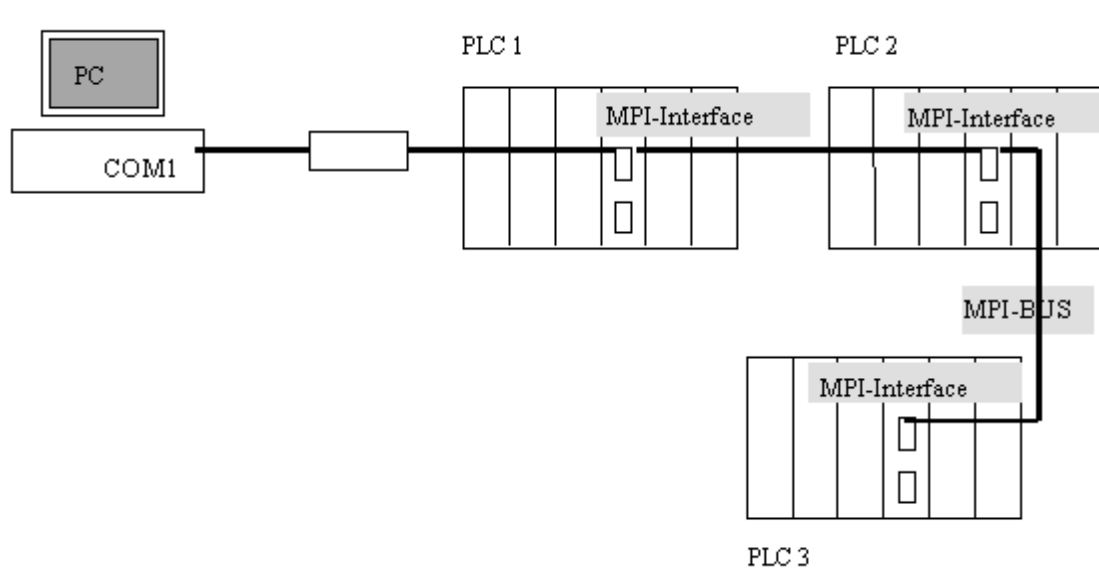 PLC 1
PLC 2
PC
MPI-Interface
MPI-Interface
COM1
MPI-BUS
MPI-Interface
PLC 3